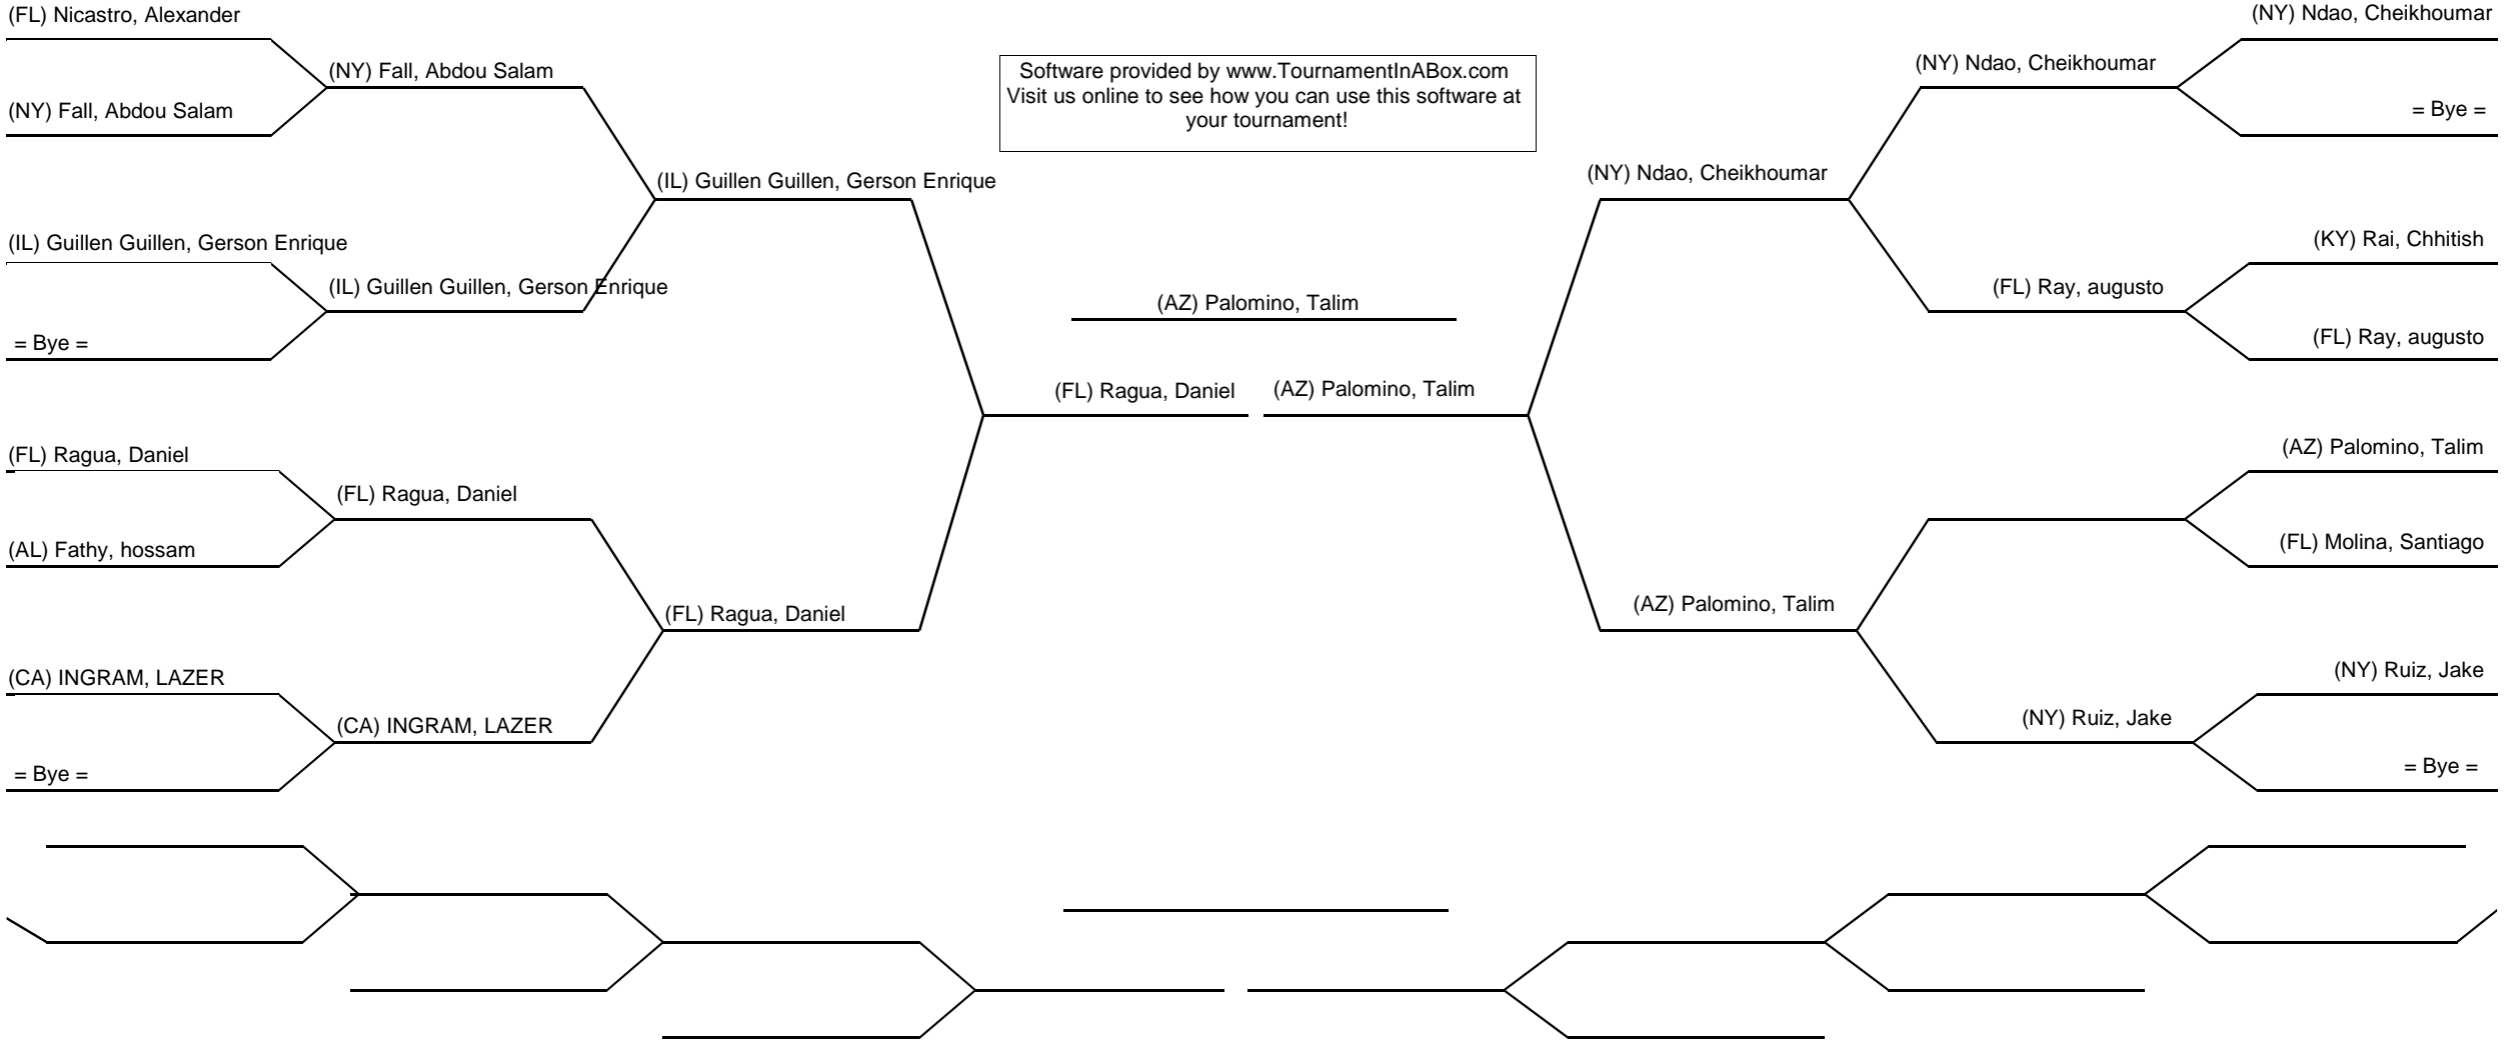 (FL) Nicastro, Alexander
(NY) Ndao, Cheikhoumar
(NY) Fall, Abdou Salam
Software provided by www.TournamentInABox.com
Visit us online to see how you can use this software at
your tournament!
(NY) Ndao, Cheikhoumar
(NY) Fall, Abdou Salam
= Bye =
(IL) Guillen Guillen, Gerson Enrique
(NY) Ndao, Cheikhoumar
(IL) Guillen Guillen, Gerson Enrique
(KY) Rai, Chhitish
(IL) Guillen Guillen, Gerson Enrique
(AZ) Palomino, Talim
(FL) Ray, augusto
= Bye =
(FL) Ray, augusto
(FL) Ragua, Daniel
(AZ) Palomino, Talim
(FL) Ragua, Daniel
(AZ) Palomino, Talim
(FL) Ragua, Daniel
(AL) Fathy, hossam
(FL) Molina, Santiago
(FL) Ragua, Daniel
(AZ) Palomino, Talim
(CA) INGRAM, LAZER
(NY) Ruiz, Jake
(CA) INGRAM, LAZER
(NY) Ruiz, Jake
= Bye =
= Bye =